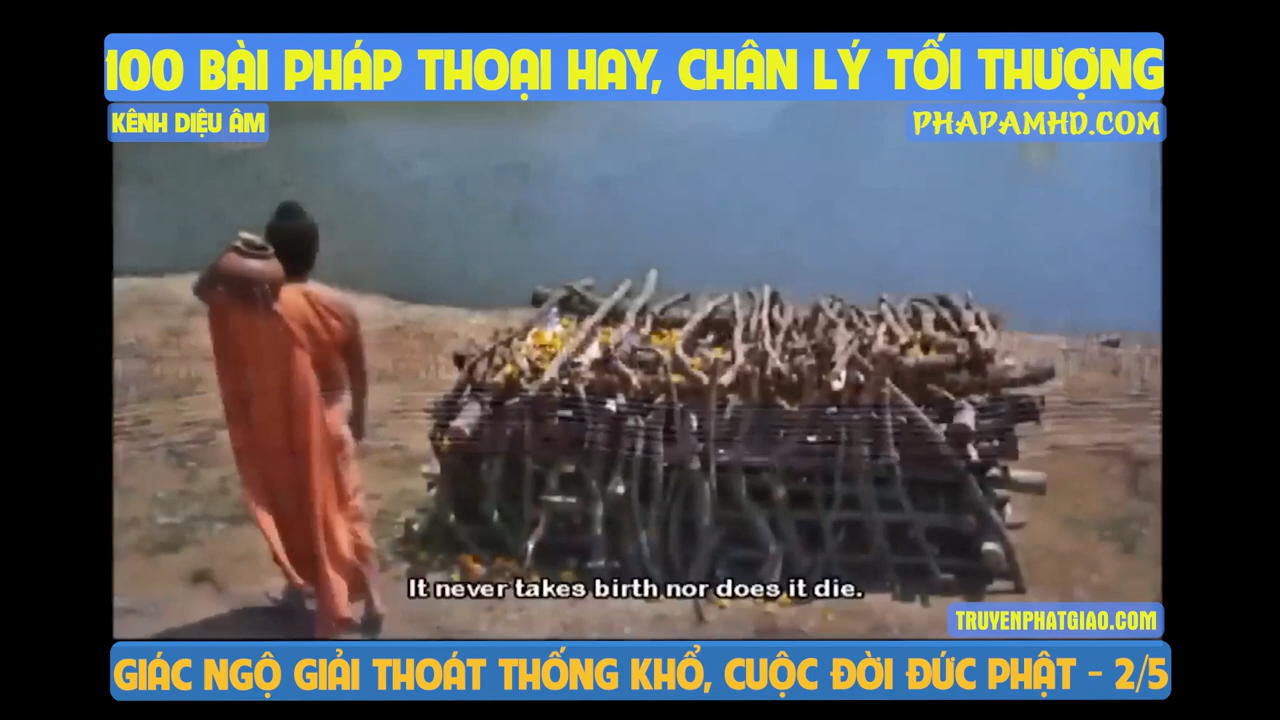 100 BÀI PHÁP THOẠI HAY, CHÂN LÝ TỐI THƯỢNG
KÊNH DIỆU ÂM
PHAPAMHD.COM
It never takes birth nor does it die.
TRUYENPHATGIAO.COM
GIÁC NGỘ GIẢI THOÁT THỐNG KHỔ, CUỘC ĐỜI ĐỨC PHẬT - 2/5